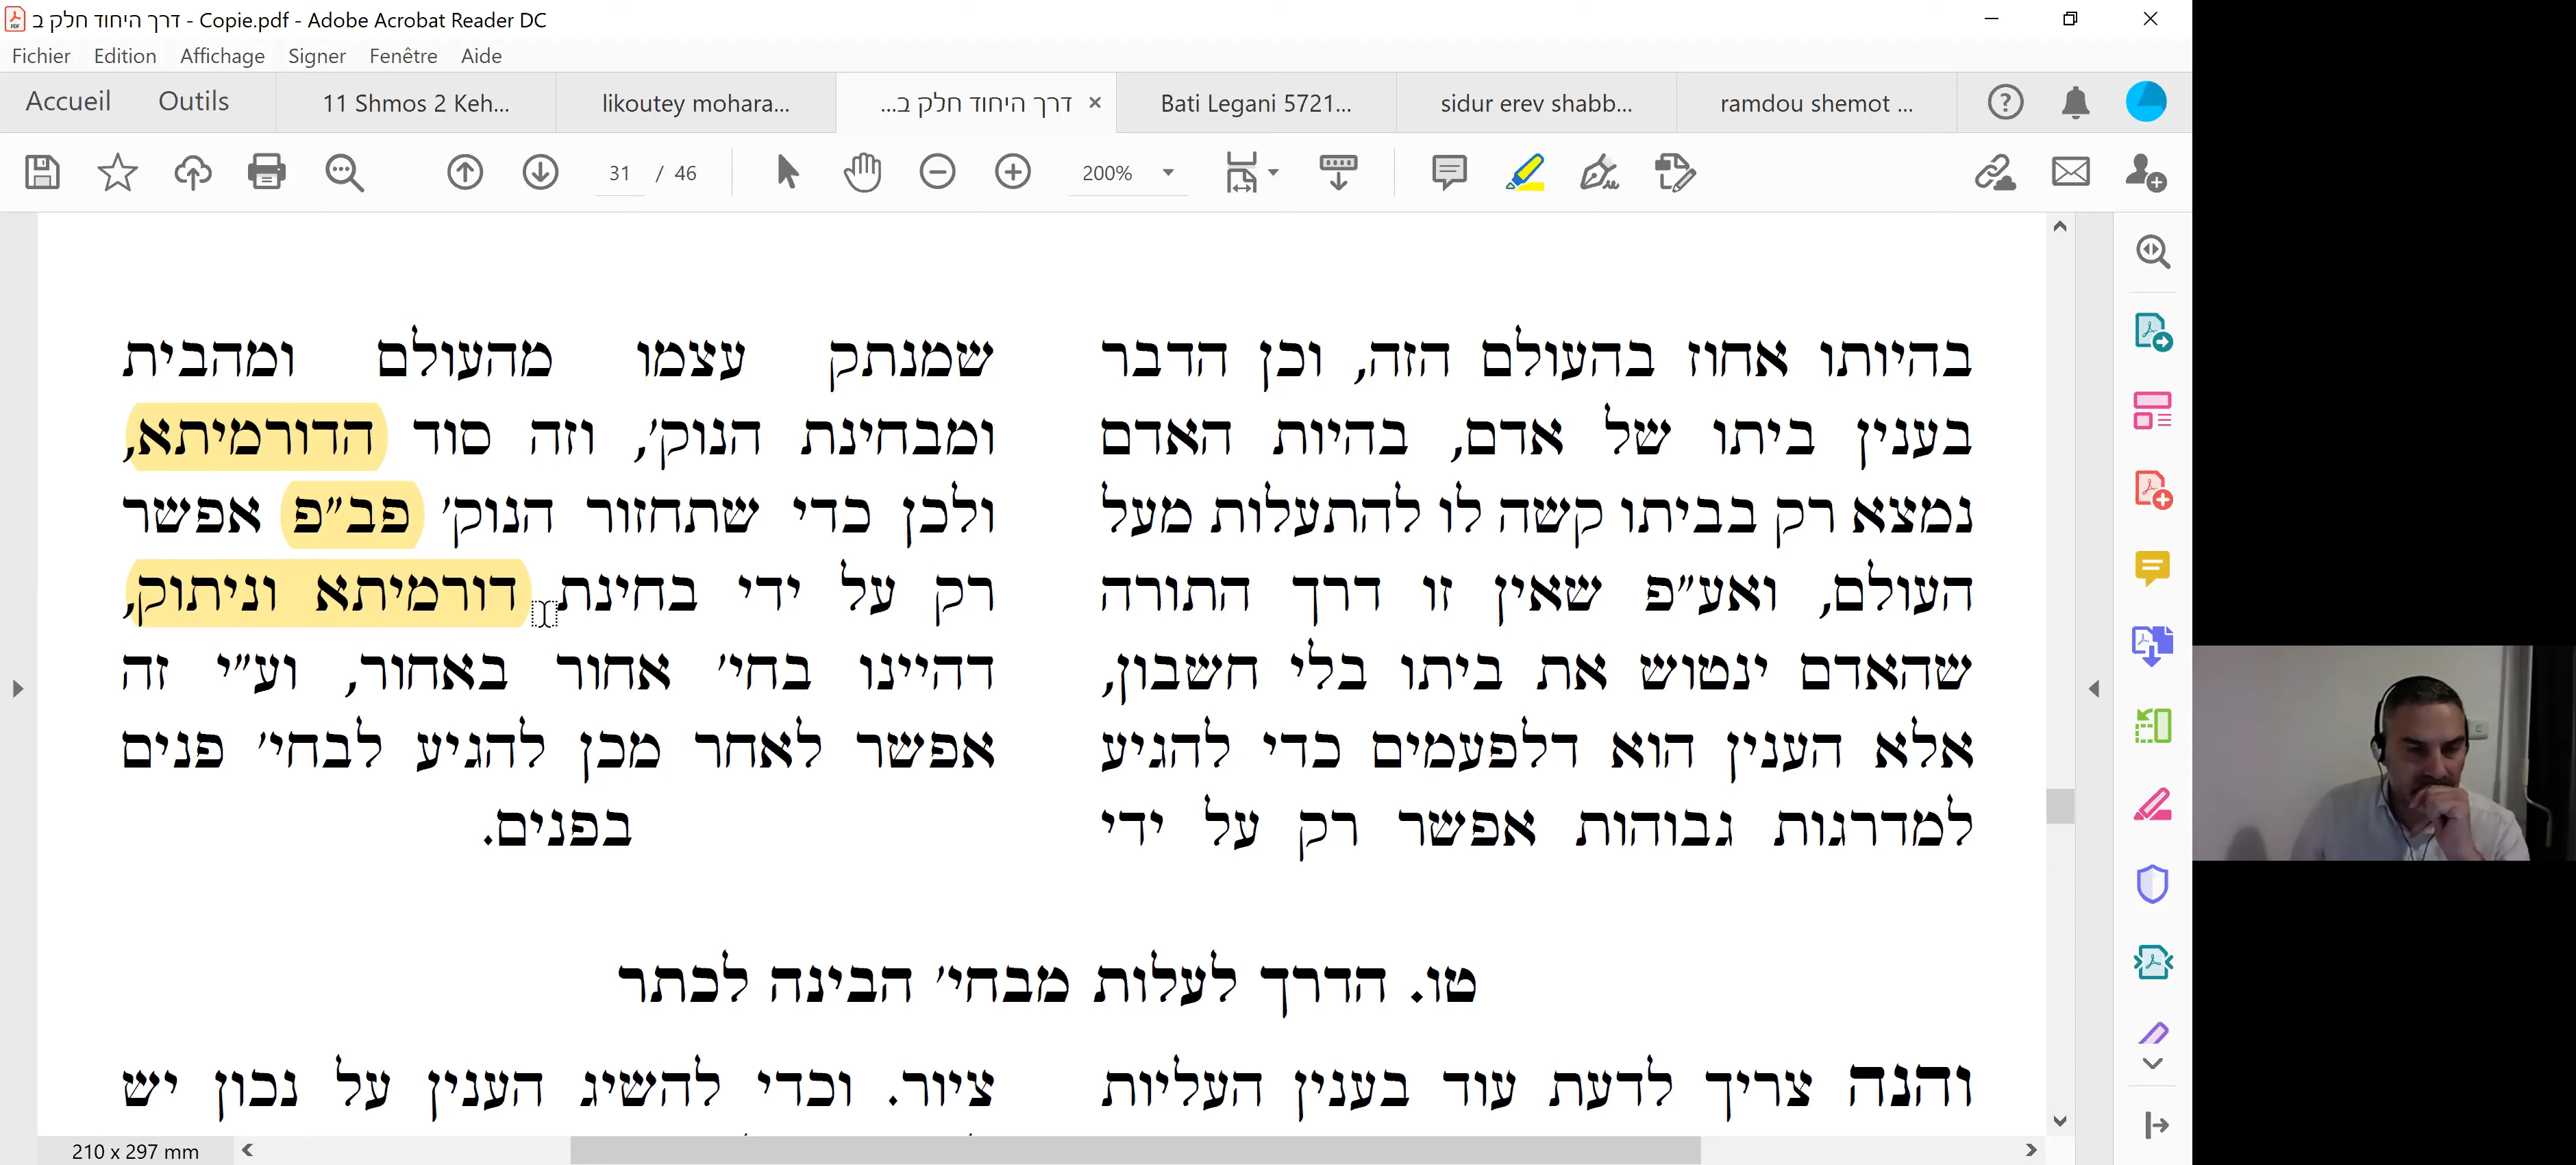 דרך היחוד חלק ב - Copie.pdf - Adobe Acrobat Reader DC
Fichier Edition Affichage Signer Fenêtre Aide
Accueil Outils 11 Shmos 2 Keh... likoutey mohara... דרך היחוד חלק ב... Bati Legani 5721... sidur erev shabb... ramdou shemot ...
31 / 46 200%
בהיותו אחוז בהעולם הזה, וכן הדבר
בענין ביתו של אדם, בהיות האדם
נמצא רק בביתו קשה לו להתעלות מעל
העולם, ואע״פ שאין זו דרך התורה
שהאדם ינטוש את ביתו בלי חשבון,
אלא הענין הוא דלפעמים כדי להגיע
למדרגות גבוהות אפשר רק על ידי
שמנתק עצמו מהעולם ומהבית
ומבחינת הנוק׳, וזה סוד הדורמיתא,
ולכן כדי שתחזור הנוק׳ פב״פ אפשר
רק על ידי בחינת דורמיתא וניתוק,
דהיינו בחי׳ אחור באחור, וע״י זה
אפשר לאחר מכן להגיע לבחי׳ פנים
בפנים.
טו. הדרך לעלות מבחי׳ הבינה לכתר
והנה צריך לדעת עוד בענין העליות
ציור. וכדי להשיג הענין על נכון יש
210 x 297 mm